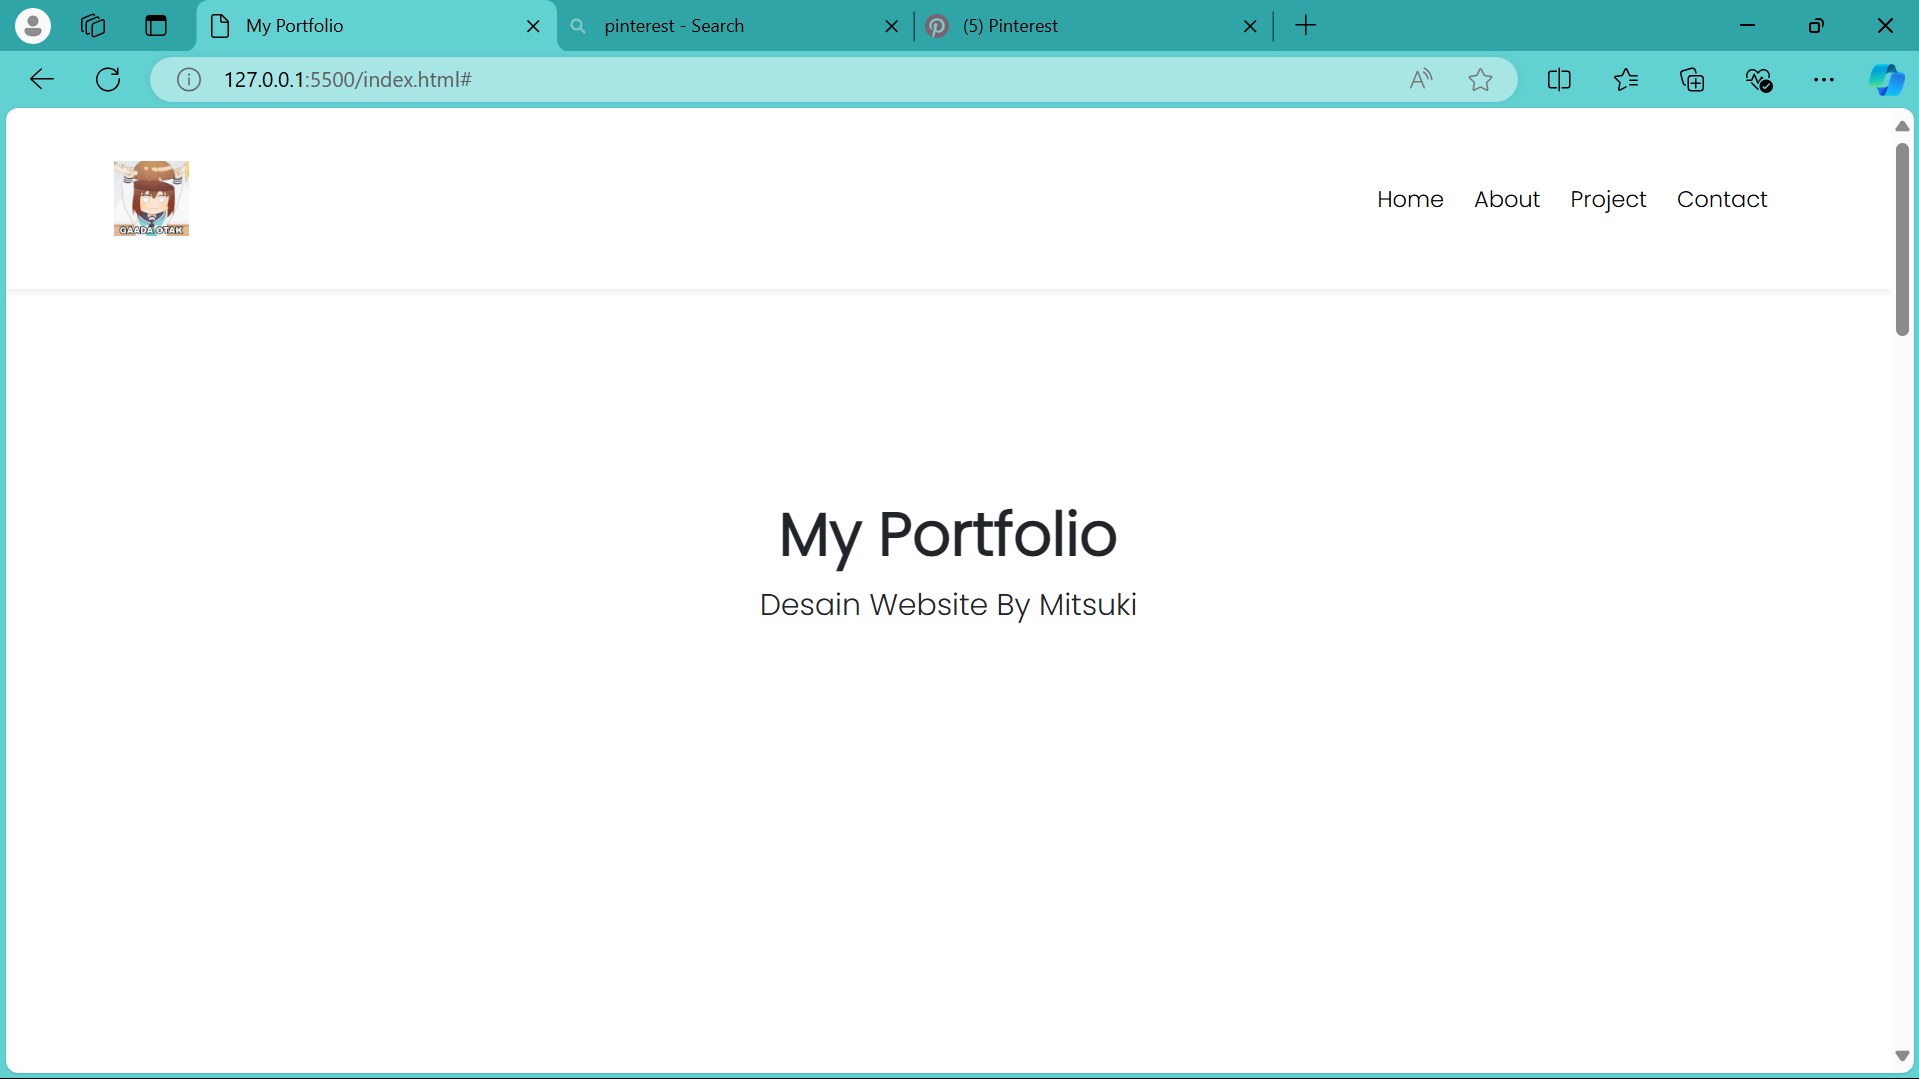 My Portfolio
pinterest - Search
(5) Pinterest
127.0.0.1:5500/index.html#
GAADA OTAK
Home About Project Contact
My Portfolio
Desain Website By Mitsuki